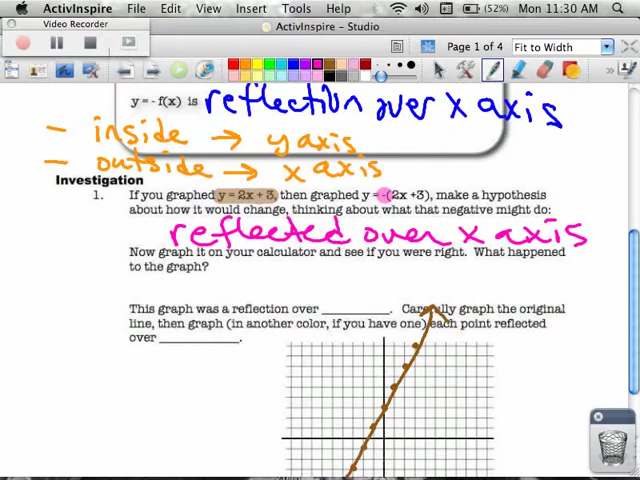 ActivInspire File Edit View Insert Tools Help (52%) Mon 11:30 AM
Video Recorder
ActivInspire - Studio
Page 1 of 4 Fit to Width
y = - f(x) is reflection over x axis
- inside → y axis
- outside → x axis
Investigation
1. If you graphed y = 2x + 3, then graphed y = -(2x +3), make a hypothesis
about how it would change, thinking about what that negative might do:
reflected over x axis
Now graph it on your calculator and see if you were right. What happened
to the graph?
This graph was a reflection over __________. Carefully graph the original
line, then graph (in another color, if you have one) each point reflected
over ____________.